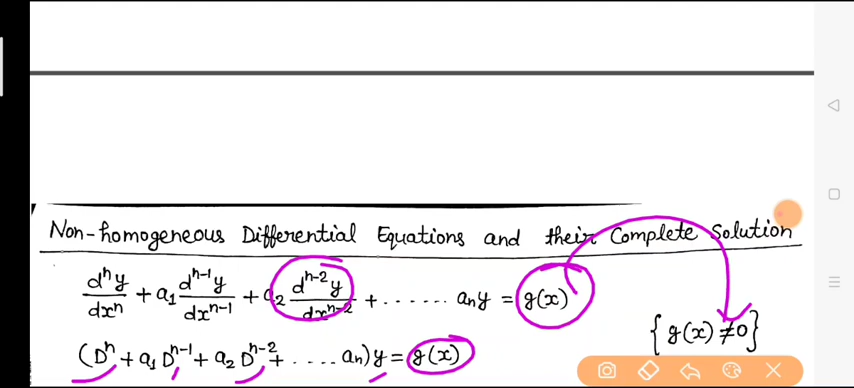 Non-homogeneous Differential Equations and their Complete Solution
dⁿy/dxⁿ + a₁ dⁿ⁻¹y/dxⁿ⁻¹ + a₂ dⁿ⁻²y/dxⁿ⁻² + ....... aₙy = g(x)
{g(x) ≠ 0}
(Dⁿ + a₁ Dⁿ⁻¹ + a₂ Dⁿ⁻² + .... aₙ) y = g(x)